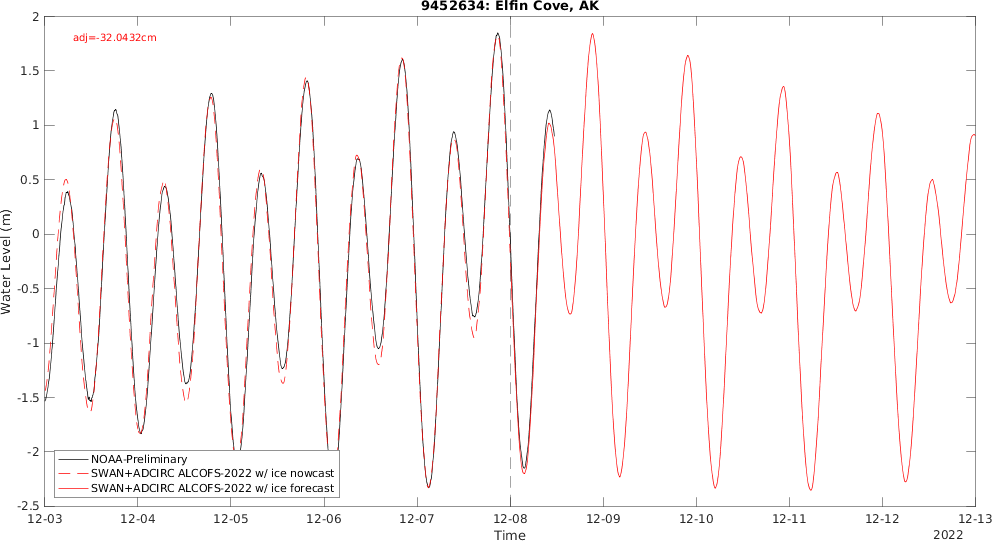 9452634: Elfin Cove, AK
adj=-32.0432cm
Water Level (m)
2
1.5
1
0.5
0
-0.5
-1
-1.5
-2
-2.5
NOAA-Preliminary
SWAN+ADCIRC ALCOFS-2022 w/ ice nowcast
SWAN+ADCIRC ALCOFS-2022 w/ ice forecast
12-03 12-04 12-05 12-06 12-07 12-08 12-09 12-10 12-11 12-12 12-13
Time
2022